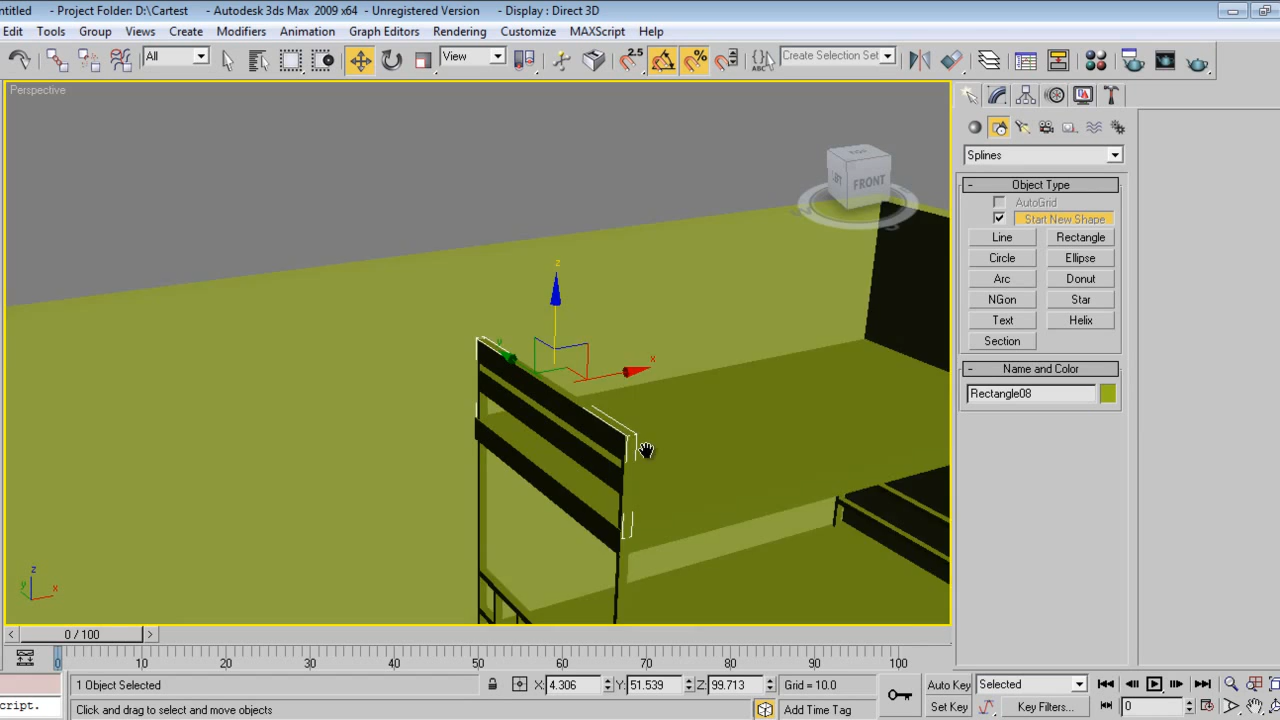 ntitled - Project Folder: D:\Cartest - Autodesk 3ds Max 2009 x64 - Unregistered Version - Display : Direct 3D
Edit Tools Group Views Create Modifiers Animation Graph Editors Rendering Customize MAXScript Help
All View 2.5 ABC Create Selection Set
Perspective
FRONT
Splines
- Object Type
AutoGrid
Start New Shape
Line Rectangle
Circle Ellipse
Arc Donut
NGon Star
Text Helix
Section
- Name and Color
Rectangle08
z
y x
z
y x
< 0 / 100 >
0 10 20 30 40 50 60 70 80 90 100
1 Object Selected X: 4.306 Y: 51.539 Z: 99.713 Grid = 10.0 Auto Key Selected
cript. Click and drag to select and move objects Add Time Tag Set Key Key Filters... 0